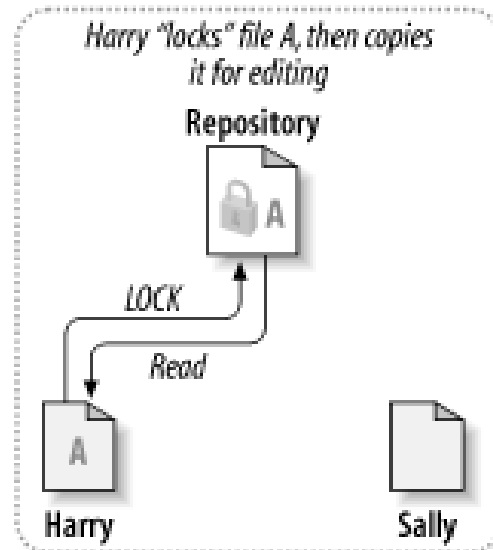 Harry “locks” file A, then copies
it for editing
Repository
A
LOCK
Read
A
Harry
Sally